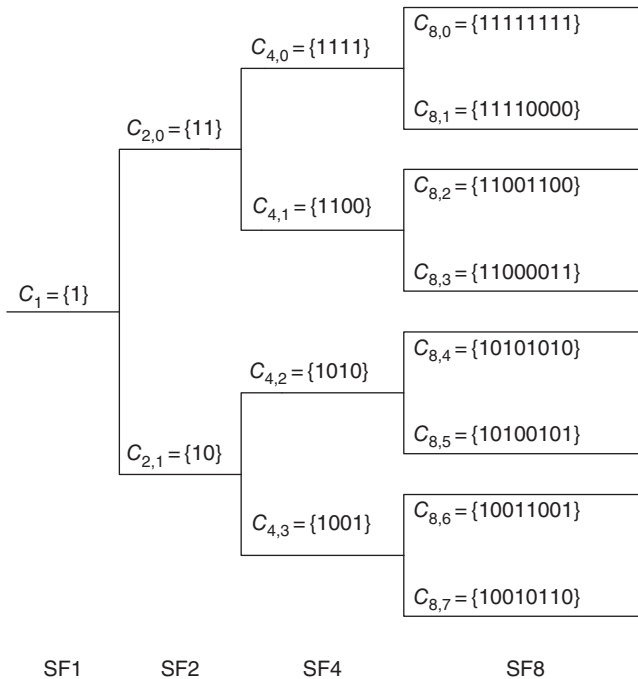 C8,0 = {11111111}
C4,0 = {1111}
C8,1 = {11110000}
C2,0 = {11}
C8,2 = {11001100}
C4,1 = {1100}
C8,3 = {11000011}
C1 = {1}
C8,4 = {10101010}
C4,2 = {1010}
C8,5 = {10100101}
C2,1 = {10}
C8,6 = {10011001}
C4,3 = {1001}
C8,7 = {10010110}
SF1 SF2 SF4 SF8